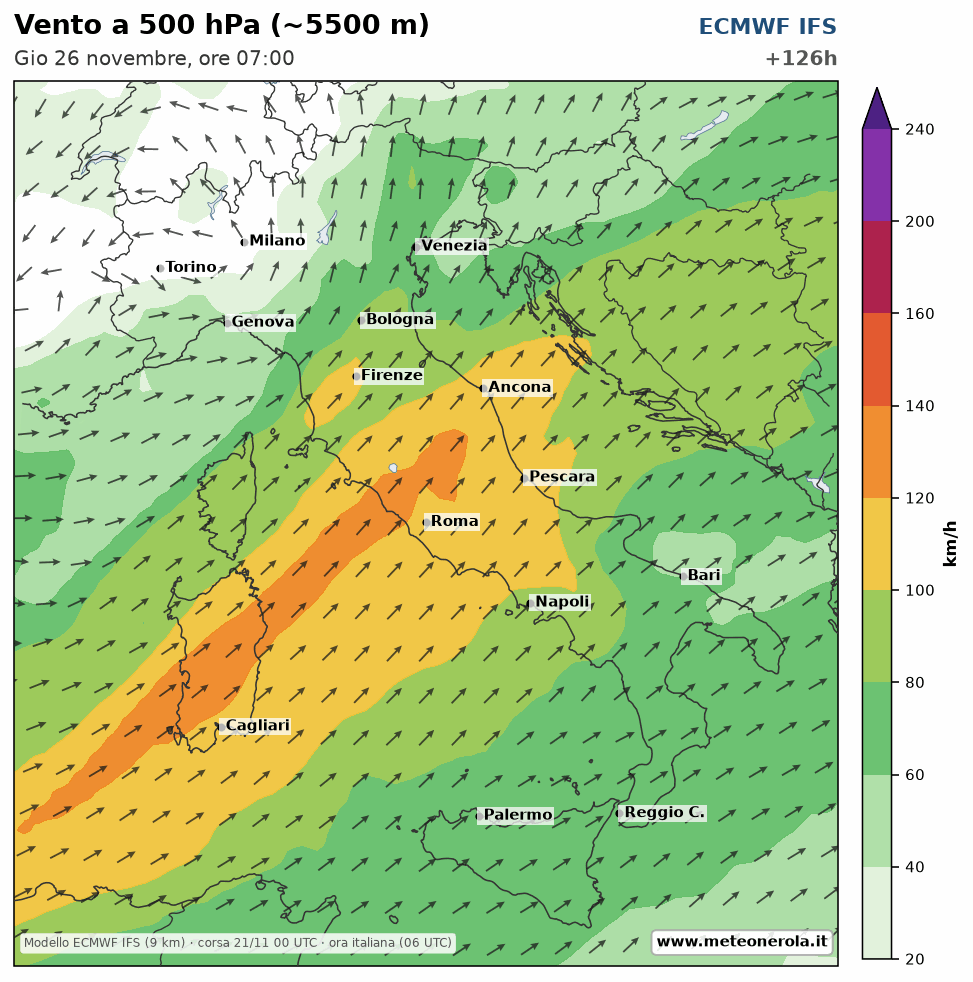 Vento a 500 hPa (~5500 m)
ECMWF IFS
Gio 26 novembre, ore 07:00
+126h
Milano
Venezia
Torino
Genova
Bologna
Firenze
Ancona
Pescara
Roma
Bari
Napoli
Cagliari
Palermo
Reggio C.
240
200
160
140
120
100
80
60
40
20
km/h
Modello ECMWF IFS (9 km) · corsa 21/11 00 UTC · ora italiana (06 UTC)
www.meteonerola.it